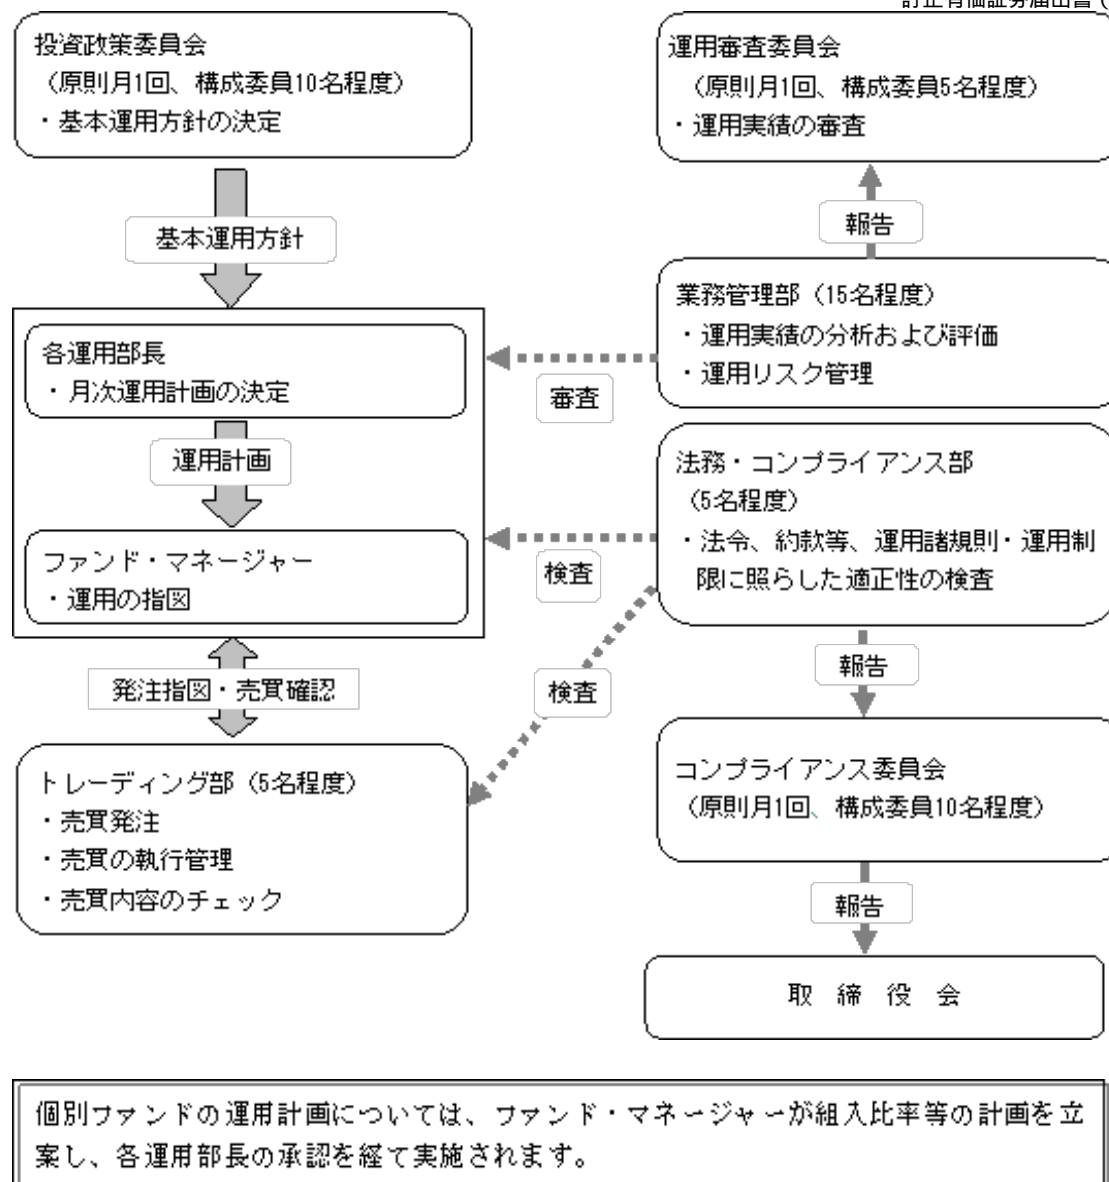 訂正有価証券届出書(
投資政策委員会
(原則月1回、構成委員10名程度)
・基本運用方針の決定
基本運用方針
各運用部長
・月次運用計画の決定
運用計画
ファンド・マネージャー
・運用の指図
発注指図・売買確認
トレーディング部(5名程度)
・売買発注
・売買の執行管理
・売買内容のチェック
運用審査委員会
(原則月1回、構成委員5名程度)
・運用実績の審査
報告
業務管理部(15名程度)
・運用実績の分析および評価
・運用リスク管理
審査
法務・コンプライアンス部
(5名程度)
・法令、約款等、運用諸規則・運用制
限に照らした適正性の検査
検査
検査
報告
コンプライアンス委員会
(原則月1回、構成委員10名程度)
報告
取 締 役 会
個別ファンドの運用計画については、ファンド・マネージャーが組入比率等の計画を立
案し、各運用部長の承認を経て実施されます。